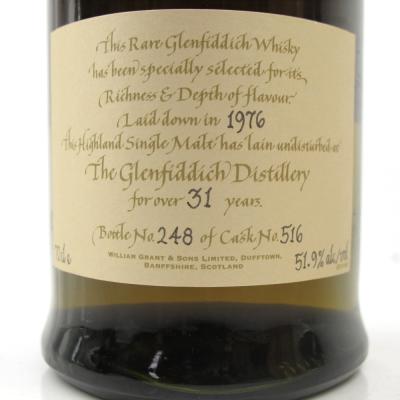 This Rare Glenfiddich Whisky
has been specially selected for its
Richness & Depth of flavour.
Laid down in 1976
This Highland Single Malt has lain undisturbed at
The Glenfiddich Distillery
for over 31 years.
Bottle No. 248 of Cask No. 516
70cl e
51.9% alc/vol
WILLIAM GRANT & SONS LIMITED, DUFFTOWN,
BANFFSHIRE, SCOTLAND